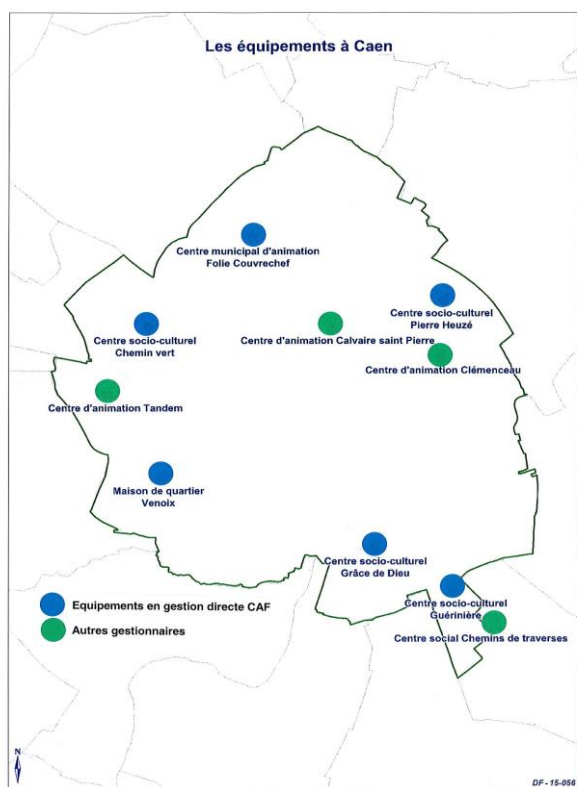 Les équipements à Caen
Centre municipal d'animation
Folie Couvrechef
Centre socio-culturel
Pierre Heuzé
Centre socio-culturel
Chemin vert
Centre d'animation Calvaire saint Pierre
Centre d'animation Clémenceau
Centre d'animation Tandem
Maison de quartier
Venoix
Centre socio-culturel
Grâce de Dieu
Centre socio-culturel
Guérinière
Centre social Chemins de traverses
Equipements en gestion directe CAF
Autres gestionnaires
N
DF - 15-056